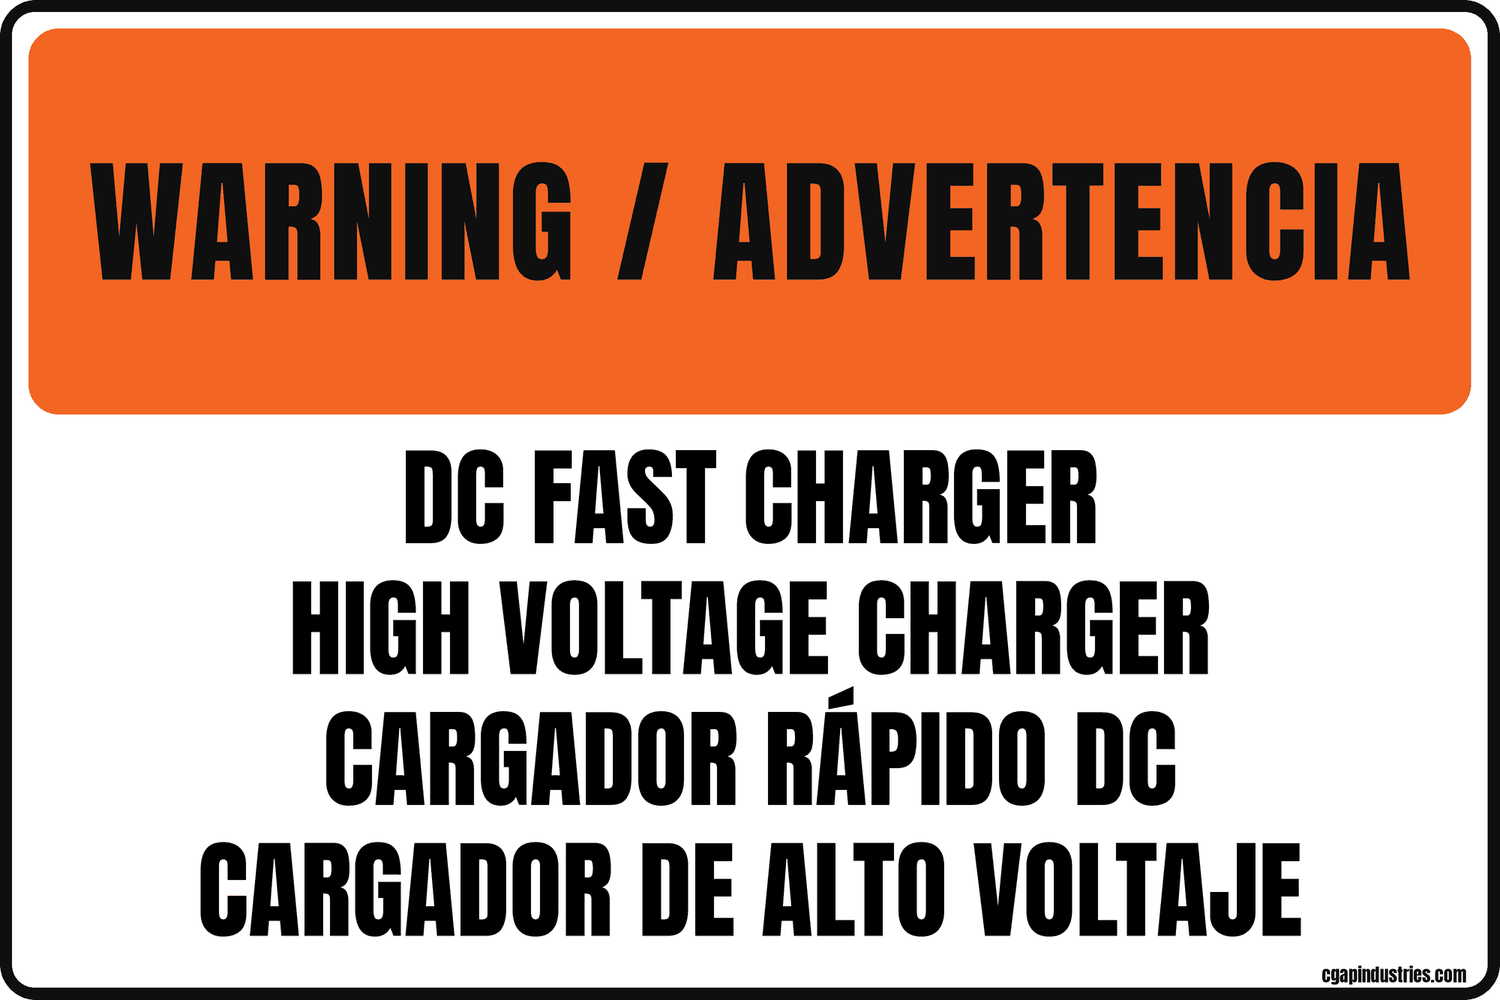 WARNING / ADVERTENCIA
DC FAST CHARGER
HIGH VOLTAGE CHARGER
CARGADOR RÁPIDO DC
CARGADOR DE ALTO VOLTAJE
cgapindustries.com